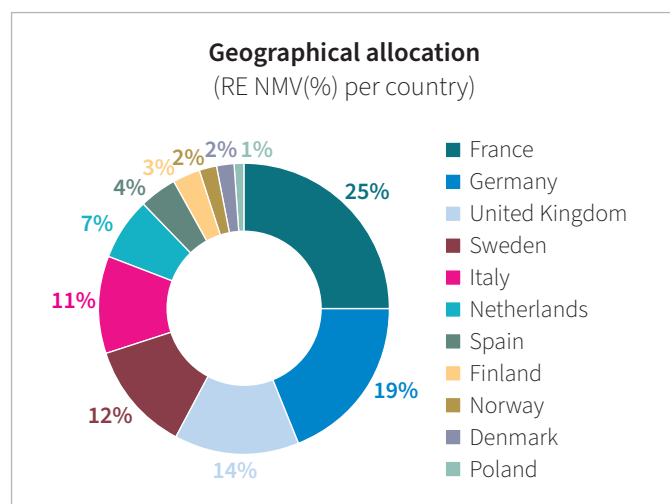 Geographical allocation
(RE NMV(%) per country)
25%
19%
14%
12%
11%
7%
4%
3%
2%
2%
1%
France
Germany
United Kingdom
Sweden
Italy
Netherlands
Spain
Finland
Norway
Denmark
Poland